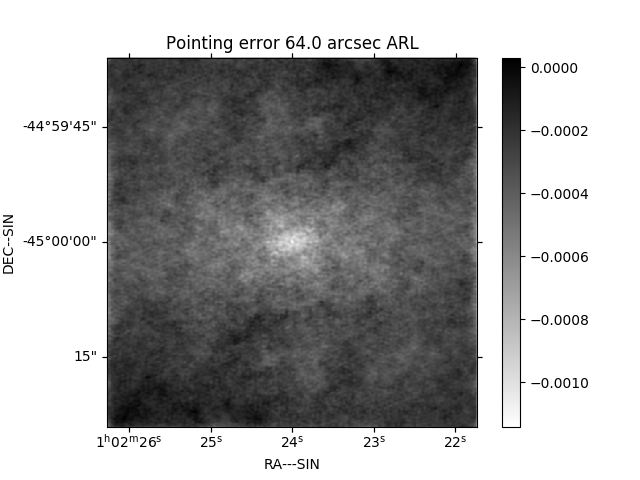 Pointing error 64.0 arcsec ARL
-44°59'45"
-45°00'00"
15"
DEC--SIN
1ʰ02ᵐ26ˢ 25ˢ 24ˢ 23ˢ 22ˢ
RA---SIN
0.0000
−0.0002
−0.0004
−0.0006
−0.0008
−0.0010